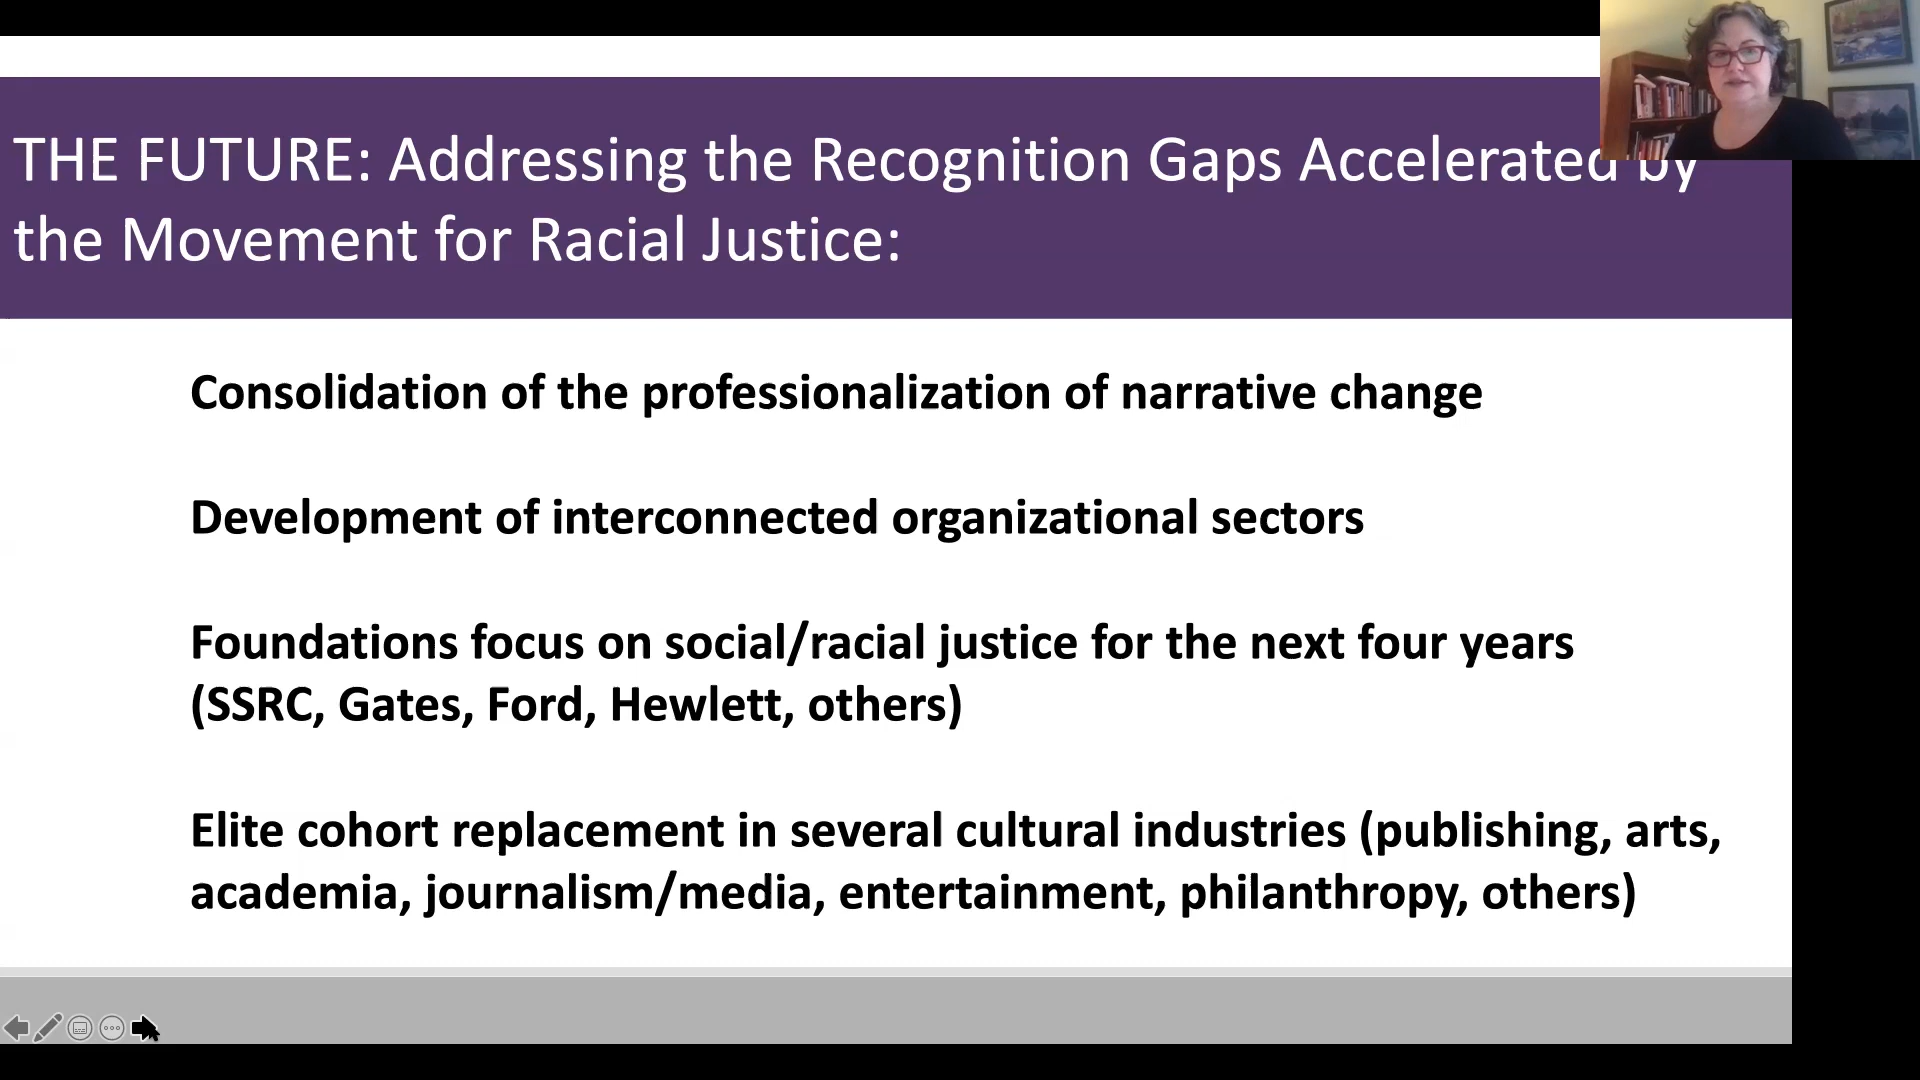 THE FUTURE: Addressing the Recognition Gaps Accelerated by
the Movement for Racial Justice:
Consolidation of the professionalization of narrative change
Development of interconnected organizational sectors
Foundations focus on social/racial justice for the next four years
(SSRC, Gates, Ford, Hewlett, others)
Elite cohort replacement in several cultural industries (publishing, arts,
academia, journalism/media, entertainment, philanthropy, others)